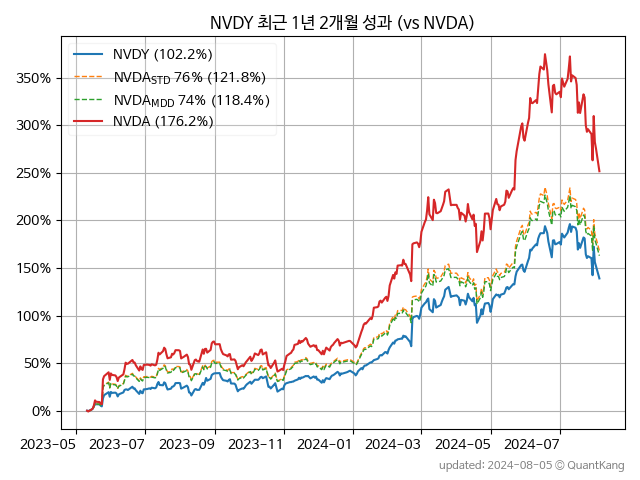 NVDY 최근 1년 2개월 성과 (vs NVDA)
NVDY (102.2%)
NVDA_STD 76% (121.8%)
NVDA_MDD 74% (118.4%)
NVDA (176.2%)
350%
300%
250%
200%
150%
100%
50%
0%
2023-05 2023-07 2023-09 2023-11 2024-01 2024-03 2024-05 2024-07
updated: 2024-08-05 © QuantKang